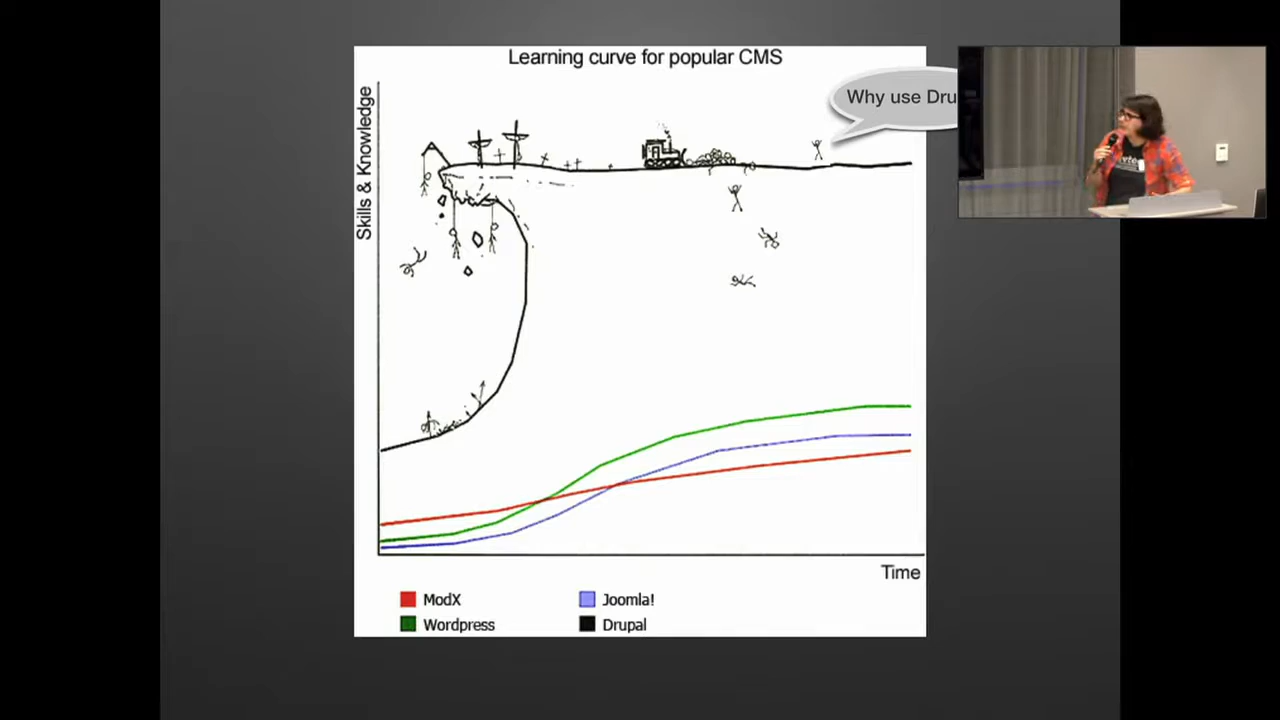 Learning curve for popular CMS
Why use Dru
Skills & Knowledge
Time
ModX
Joomla!
Wordpress
Drupal